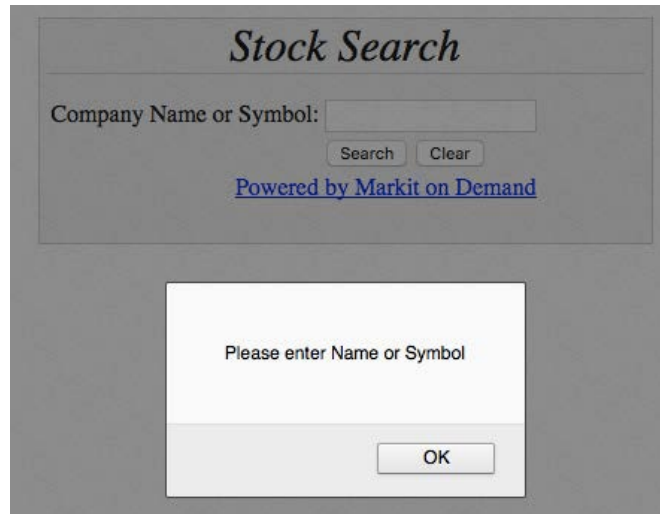 Stock Search
Company Name or Symbol:
Search Clear
Powered by Markit on Demand
Please enter Name or Symbol
OK